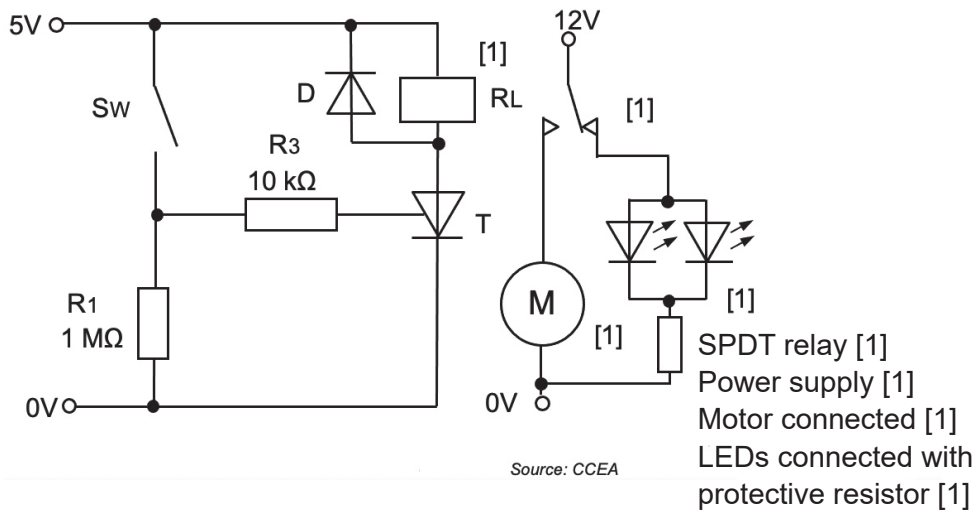 5V
Sw
D
[1]
RL
R3
10 kΩ
T
R1
1 MΩ
0V
12V
[1]
M
[1]
[1]
0V
SPDT relay [1]
Power supply [1]
Motor connected [1]
LEDs connected with
protective resistor [1]
Source: CCEA